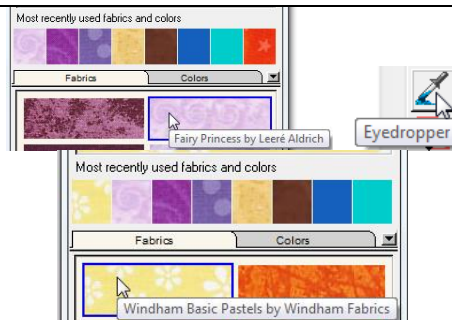 Most recently used fabrics and colors
Fabrics Colors
Fairy Princess by Leeré Aldrich
Eyedropper
Most recently used fabrics and colors
Fabrics Colors
Windham Basic Pastels by Windham Fabrics